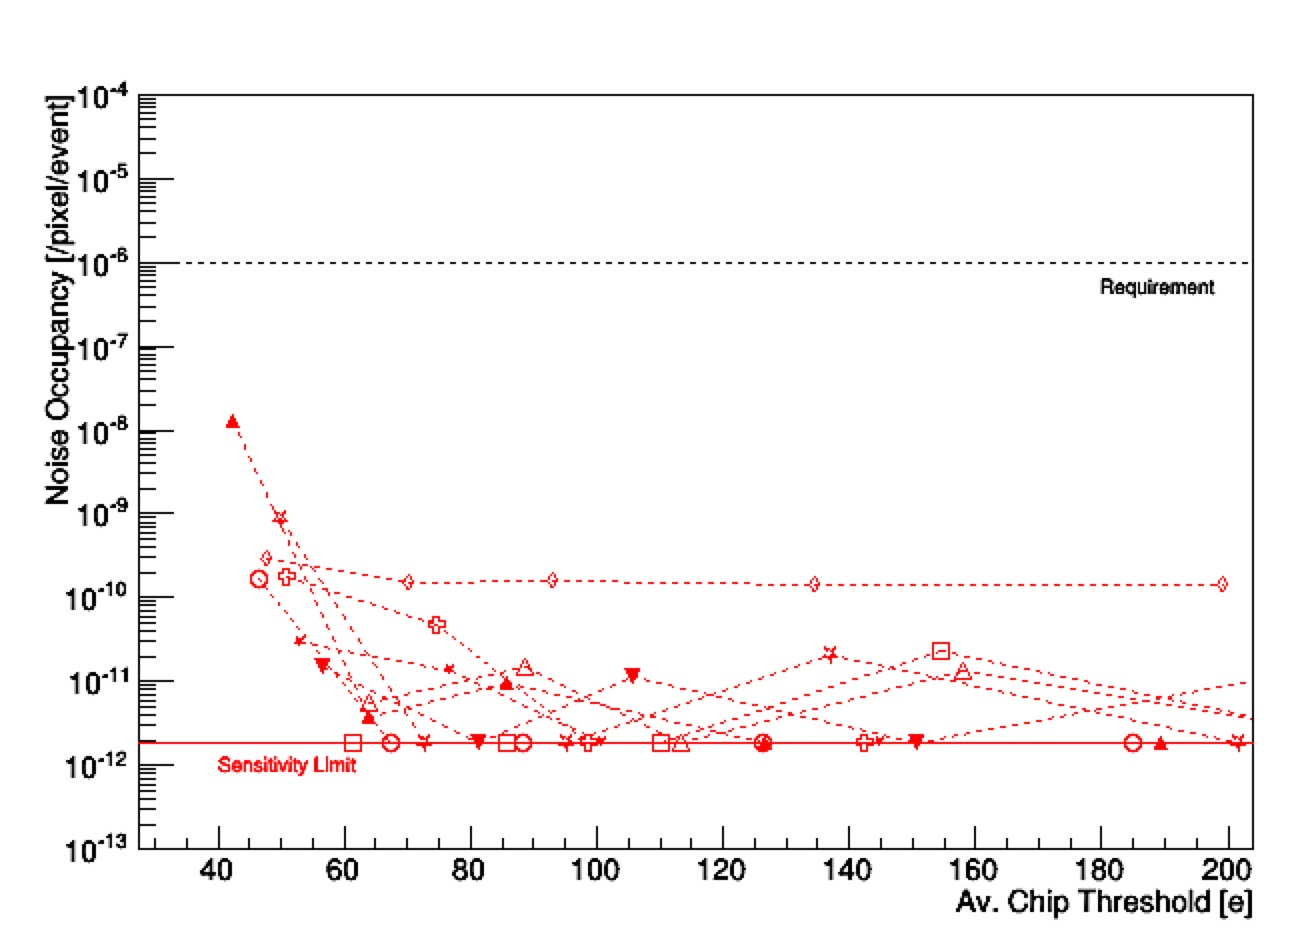 Noise Occupancy [/pixel/event]
10^-4
10^-5
10^-6
10^-7
10^-8
10^-9
10^-10
10^-11
10^-12
10^-13
Requirement
Sensitivity LImit
40 60 80 100 120 140 160 180 200
Av. Chip Threshold [e]